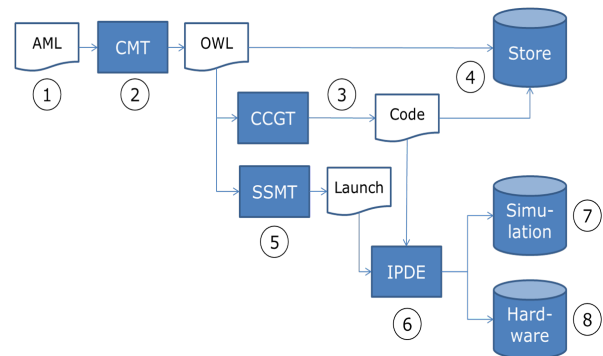 AML
CMT
OWL
Store
1
2
3
4
CCGT
Code
SSMT
Launch
5
IPDE
6
Simu-
lation
7
Hard-
ware
8